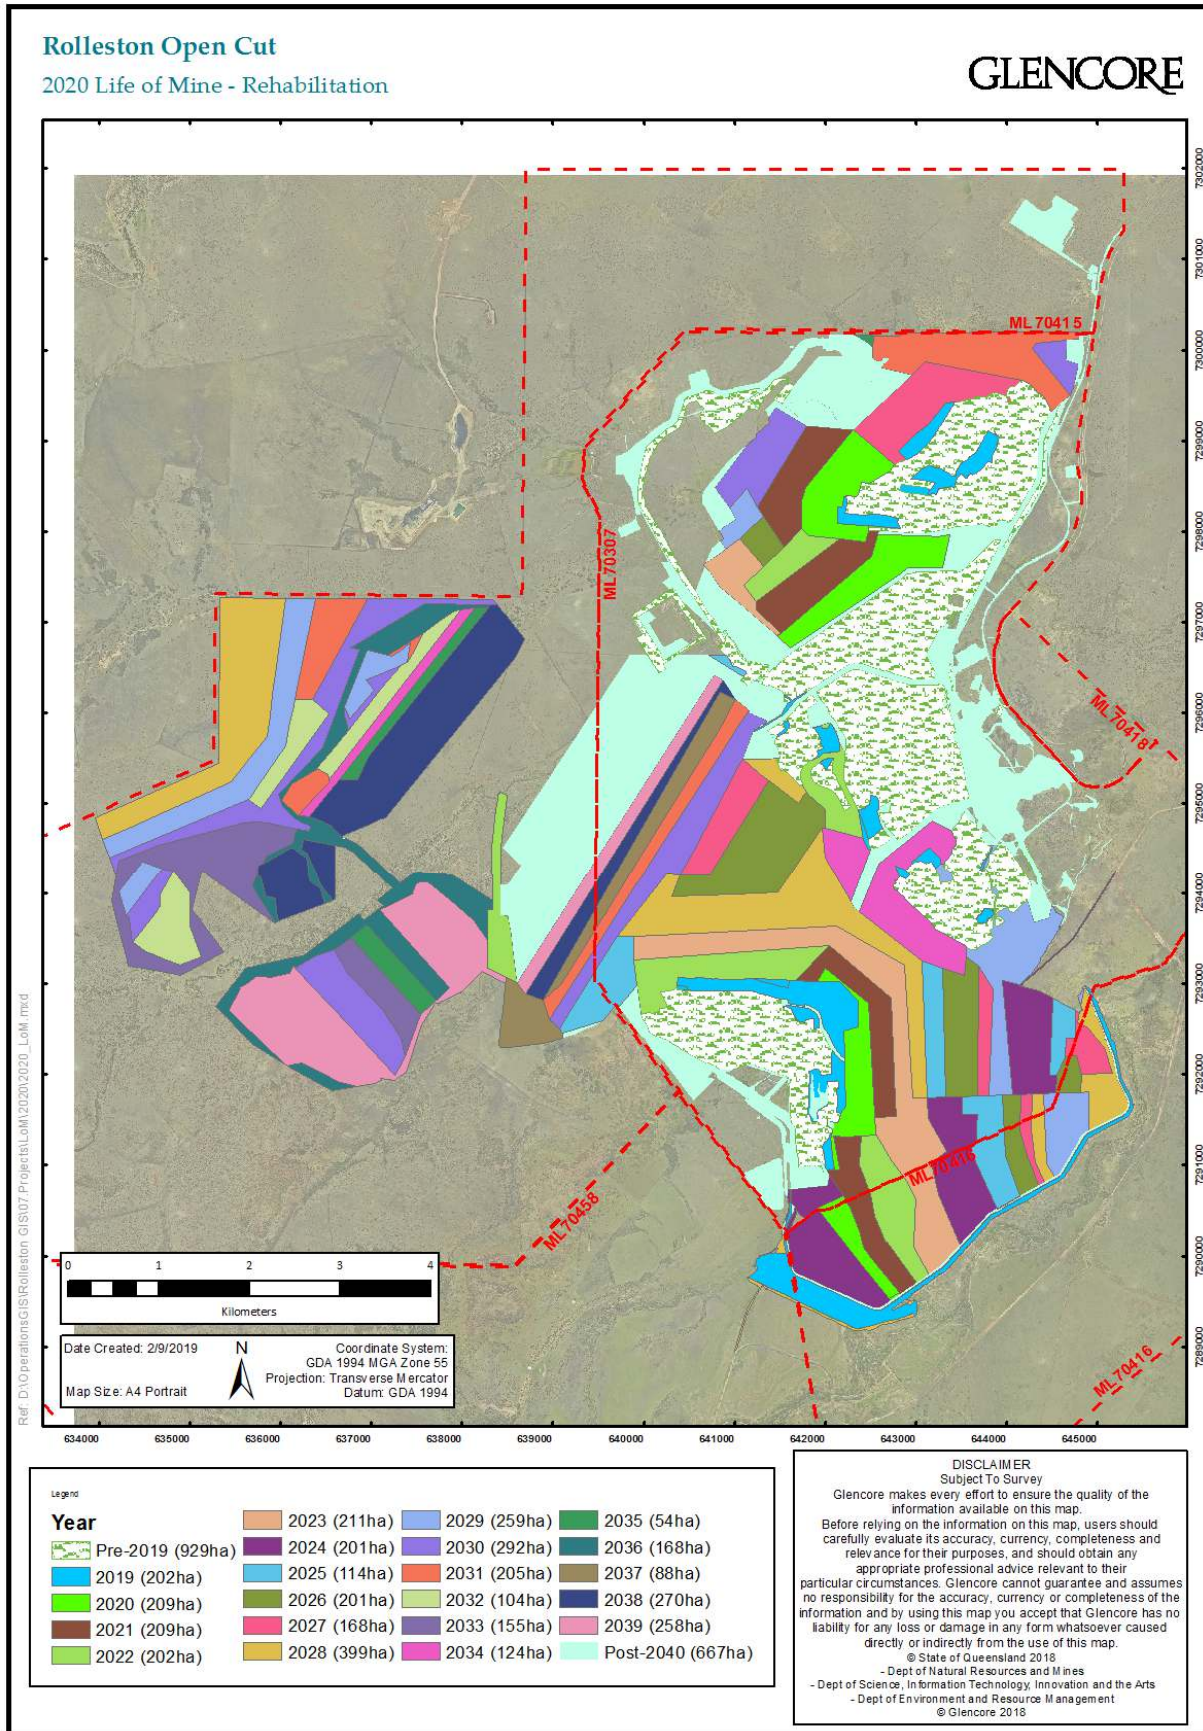 Rolleston Open Cut
2020 Life of Mine - Rehabilitation
GLENCORE
7302000
7301000
7300000
7299000
7298000
7297000
7296000
7295000
7294000
7293000
7292000
7291000
7290000
7289000
ML70415
ML70307
ML70418
ML70416
ML70458
ML70416
Ref: D:\OperationsGIS\Rolleston GIS\07.Projects\LoM\2020\2020_LoM.mxd
0 1 2 3 4
Kilometers
Date Created: 2/9/2019
Map Size: A4 Portrait
N
Coordinate System:
GDA 1994 MGA Zone 55
Projection: Transverse Mercator
Datum: GDA 1994
634000 635000 636000 637000 638000 639000 640000 641000 642000 643000 644000 645000
Legend
Year
Pre-2019 (929ha)
2019 (202ha)
2020 (209ha)
2021 (209ha)
2022 (202ha)
2023 (211ha)
2024 (201ha)
2025 (114ha)
2026 (201ha)
2027 (168ha)
2028 (399ha)
2029 (259ha)
2030 (292ha)
2031 (205ha)
2032 (104ha)
2033 (155ha)
2034 (124ha)
2035 (54ha)
2036 (168ha)
2037 (88ha)
2038 (270ha)
2039 (258ha)
Post-2040 (667ha)
DISCLAIMER
Subject To Survey
Glencore makes every effort to ensure the quality of the
information available on this map.
Before relying on the information on this map, users should
carefully evaluate its accuracy, currency, completeness and
relevance for their purposes, and should obtain any
appropriate professional advice relevant to their
particular circumstances. Glencore cannot guarantee and assumes
no responsibility for the accuracy, currency or completeness of the
information and by using this map you accept that Glencore has no
liability for any loss or damage in any form whatsoever caused
directly or indirectly from the use of this map.
© State of Queensland 2018
- Dept of Natural Resources and Mines
- Dept of Science, Information Technology, Innovation and the Arts
- Dept of Environment and Resource Management
© Glencore 2018